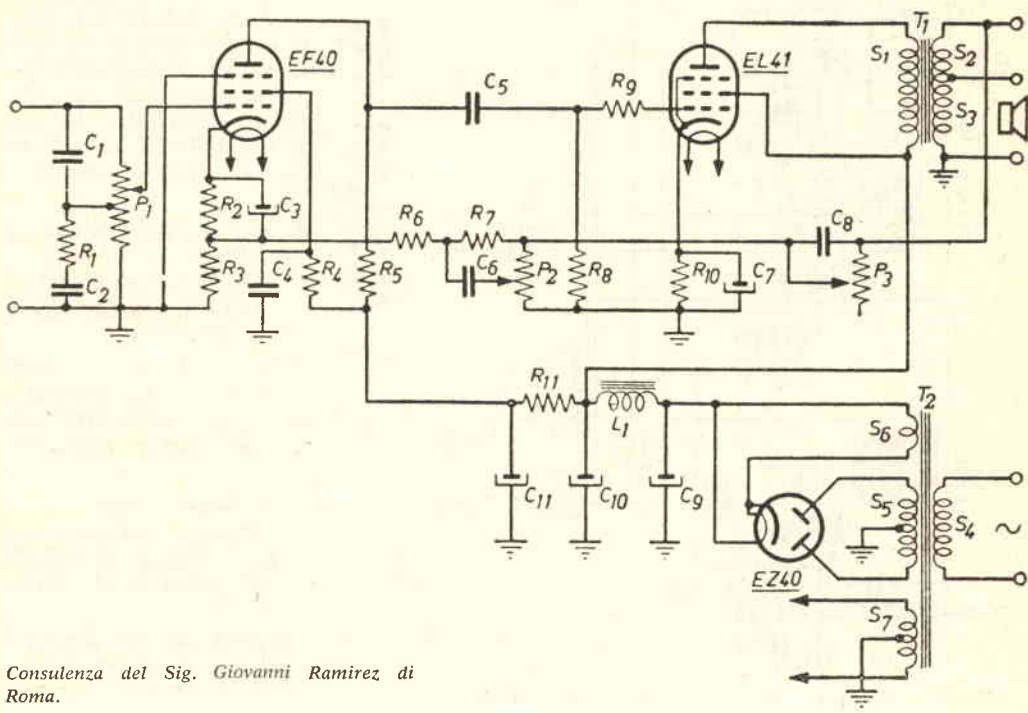 EF40
EL41
T1
S1
S2
S3
C5
R9
C1
P1
R2
C3
R6
R7
C8
R1
R3
C4
R4
R5
C6
P2
R8
R10
C7
P3
C2
R11
L1
T2
S6
C11
C10
C9
S5
S4
~
EZ40
S7
Consulenza del Sig. Giovanni Ramirez di
Roma.